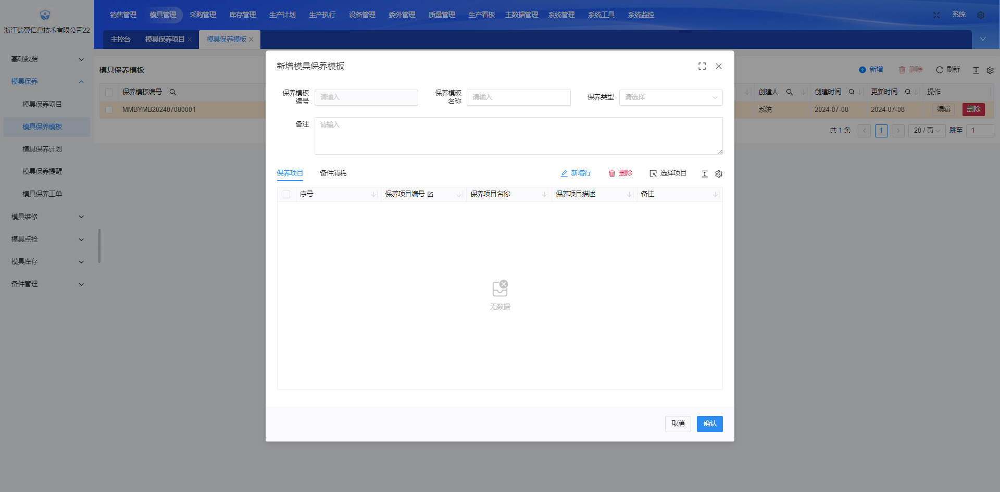 浙江瑞翼信息技术有限公司22
销售管理 模具管理 采购管理 库存管理 生产计划 生产执行 设备管理 委外管理 质量管理 生产看板 主数据管理 系统管理 系统工具 系统监控 系统
主控台 模具保养项目 模具保养模板
基础数据
模具保养
模具保养项目
模具保养模板
模具保养计划
模具保养提醒
模具保养工单
模具维修
模具点检
模具库存
备件管理
模具保养模板
新增 删除 刷新
保养模板编号 创建人 创建时间 更新时间 操作
MMBYMB202407080001 系统 2024-07-08 2024-07-08 编辑 删除
共 1 条 1 20 / 页 跳至 1
新增模具保养模板
保养模板编号 请输入
保养模板名称 请输入
保养类型 请选择
备注 请输入
保养项目 备件消耗 新增行 删除 选择项目
序号 保养项目编号 保养项目名称 保养项目描述 备注
无数据
取消 确认